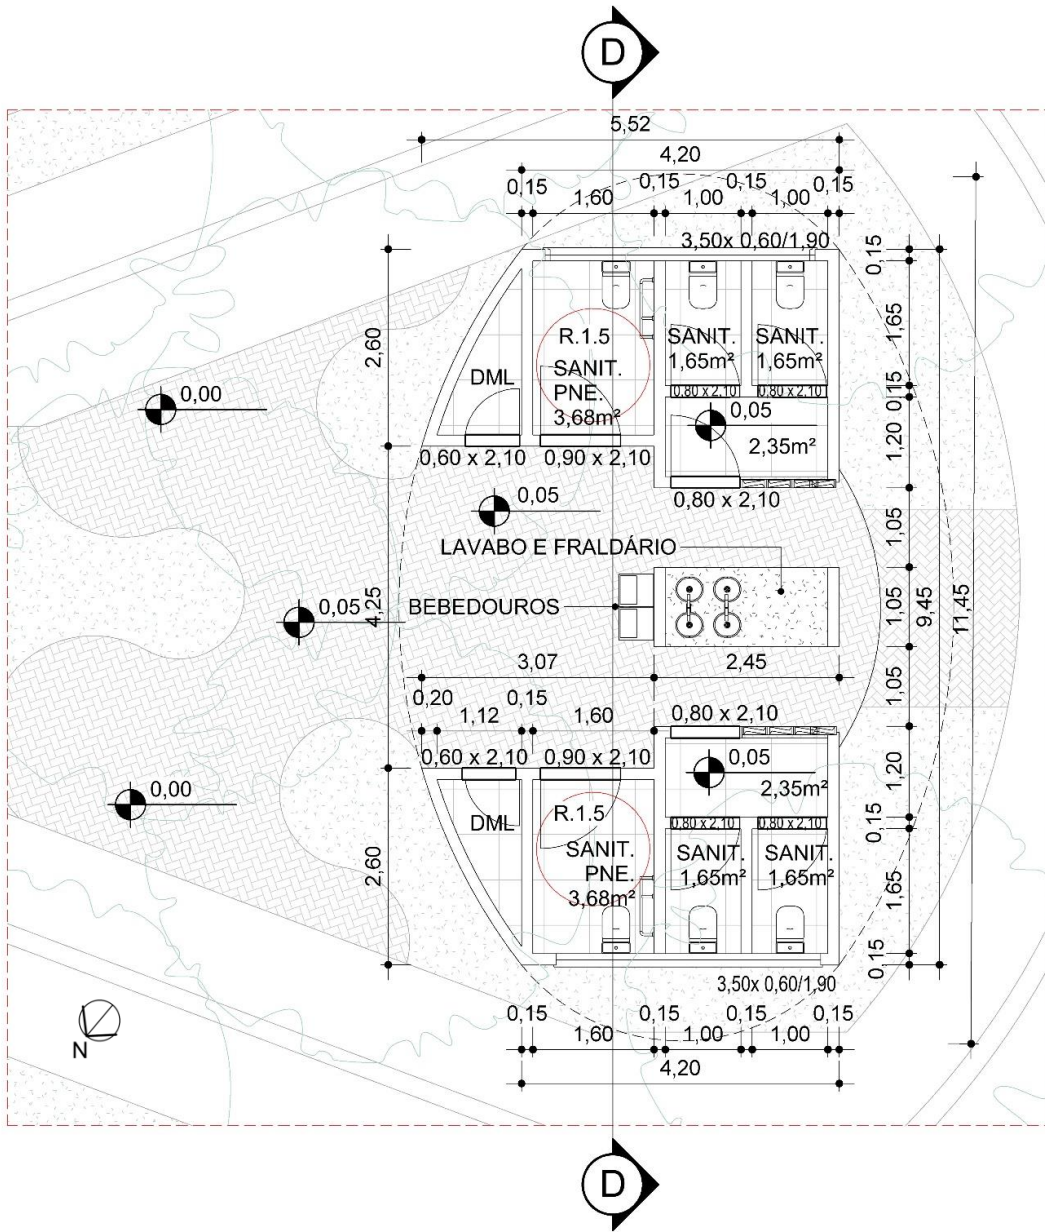 D
5,52
4,20
0,15
0,15
0,15
0,15
1,60
1,00
1,00
3,50x 0,60/1,90
0,15
2,60
1,65
R.1.5
SANIT.
PNE.
3,68m²
SANIT.
1,65m²
SANIT.
1,65m²
DML
0,00
0,80 x 2,10
0,80 x 2,10
0,15
0,05
2,35m²
1,20
0,60 x 2,10
0,90 x 2,10
0,80 x 2,10
0,05
1,05
LAVABO E FRALDÁRIO
BEBEDOUROS
0,05
4,25
1,05
9,45
11,45
3,07
2,45
1,05
0,20
0,15
1,12
1,60
0,80 x 2,10
0,60 x 2,10
0,90 x 2,10
0,05
2,35m²
1,20
0,00
DML
R.1.5
SANIT.
PNE.
3,68m²
0,80 x 2,10
0,80 x 2,10
0,15
SANIT.
1,65m²
SANIT.
1,65m²
2,60
1,65
0,15
3,50x 0,60/1,90
0,15
0,15
0,15
0,15
1,60
1,00
1,00
4,20
N
D